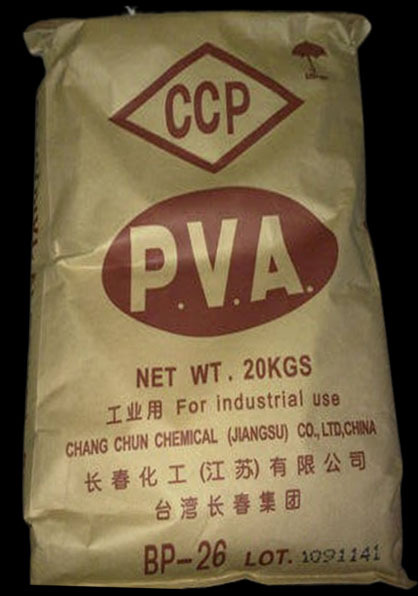 CCP
P.V.A.
NET WT. 20KGS
工业用 For industrial use
CHANG CHUN CHEMICAL (JIANGSU) CO.,LTD,CHINA
长春化工(江苏)有限公司
台湾长春集团
BP-26 LOT. 1091141